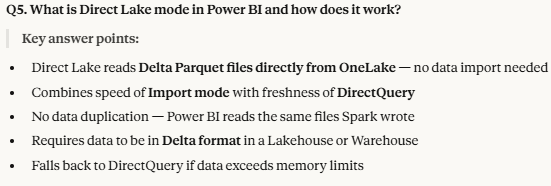 Q5. What is Direct Lake mode in Power BI and how does it work?
Key answer points:
• Direct Lake reads Delta Parquet files directly from OneLake — no data import needed
• Combines speed of Import mode with freshness of DirectQuery
• No data duplication — Power BI reads the same files Spark wrote
• Requires data to be in Delta format in a Lakehouse or Warehouse
• Falls back to DirectQuery if data exceeds memory limits